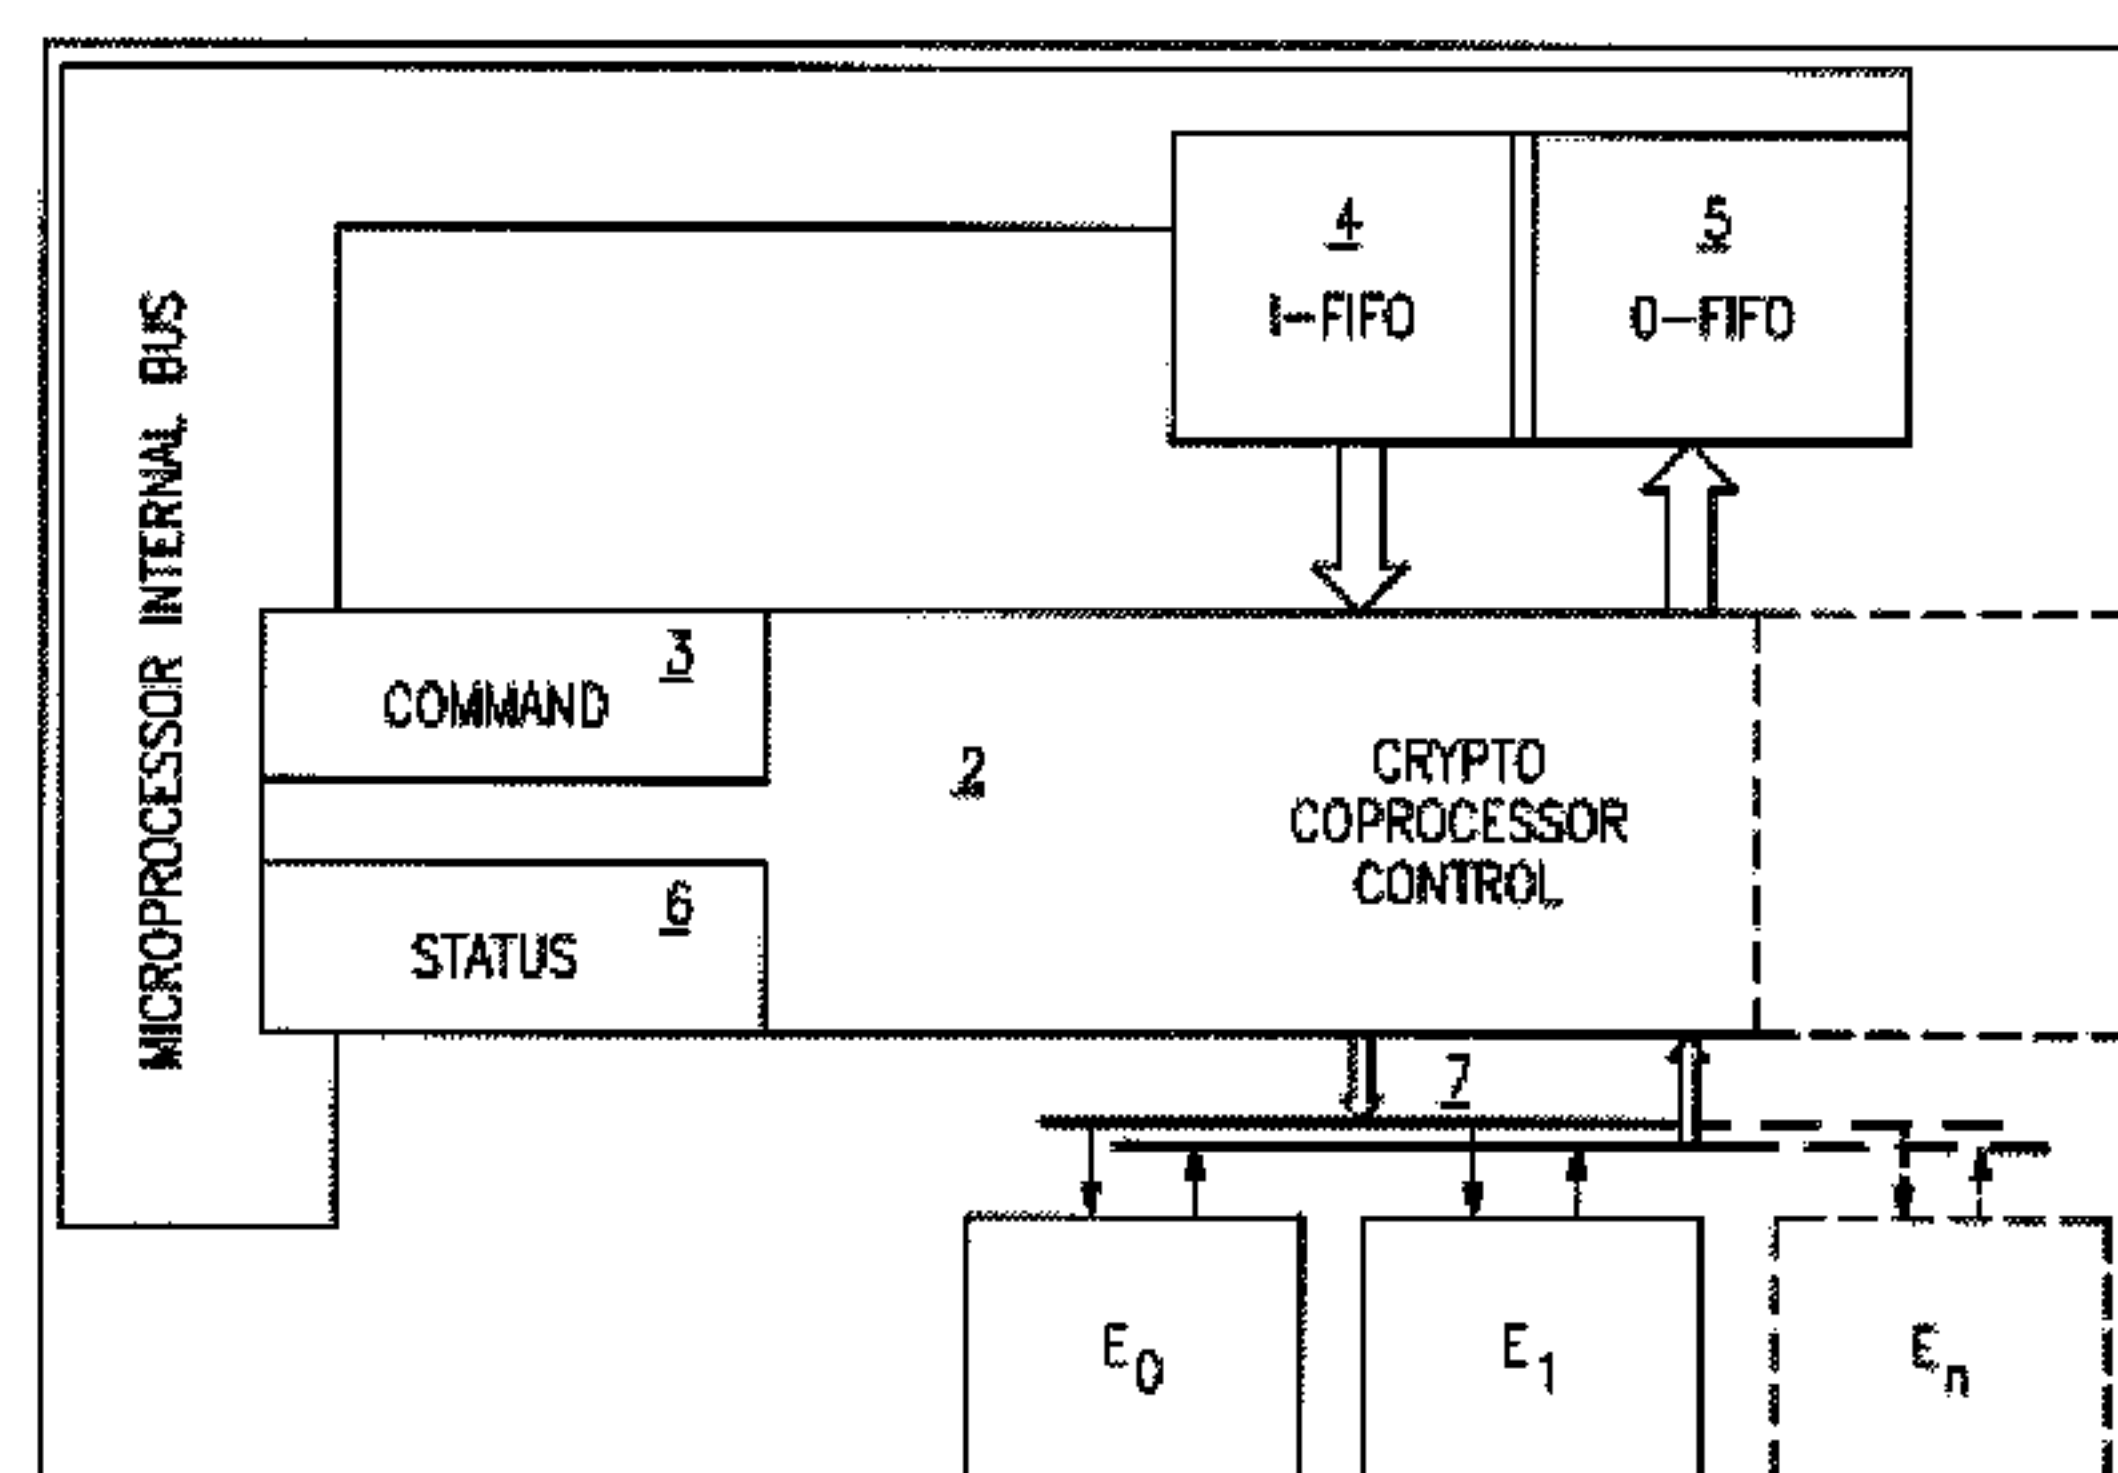 MICROPROCESSOR INTERNAL BUS
4
I-FIFO
5
O-FIFO
3
COMMAND
2
CRYPTO
COPROCESSOR
CONTROL
6
STATUS
7
E0
E1
En